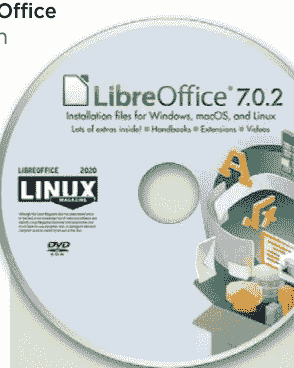 Office
n
LibreOffice® 7.0.2
Installation files for Windows, macOS, and Linux
Lots of extras inside! ■ Handbooks ■ Extensions ■ Videos
LIBREOFFICE 2020
LINUX
MAGAZINE
DVD
ROM